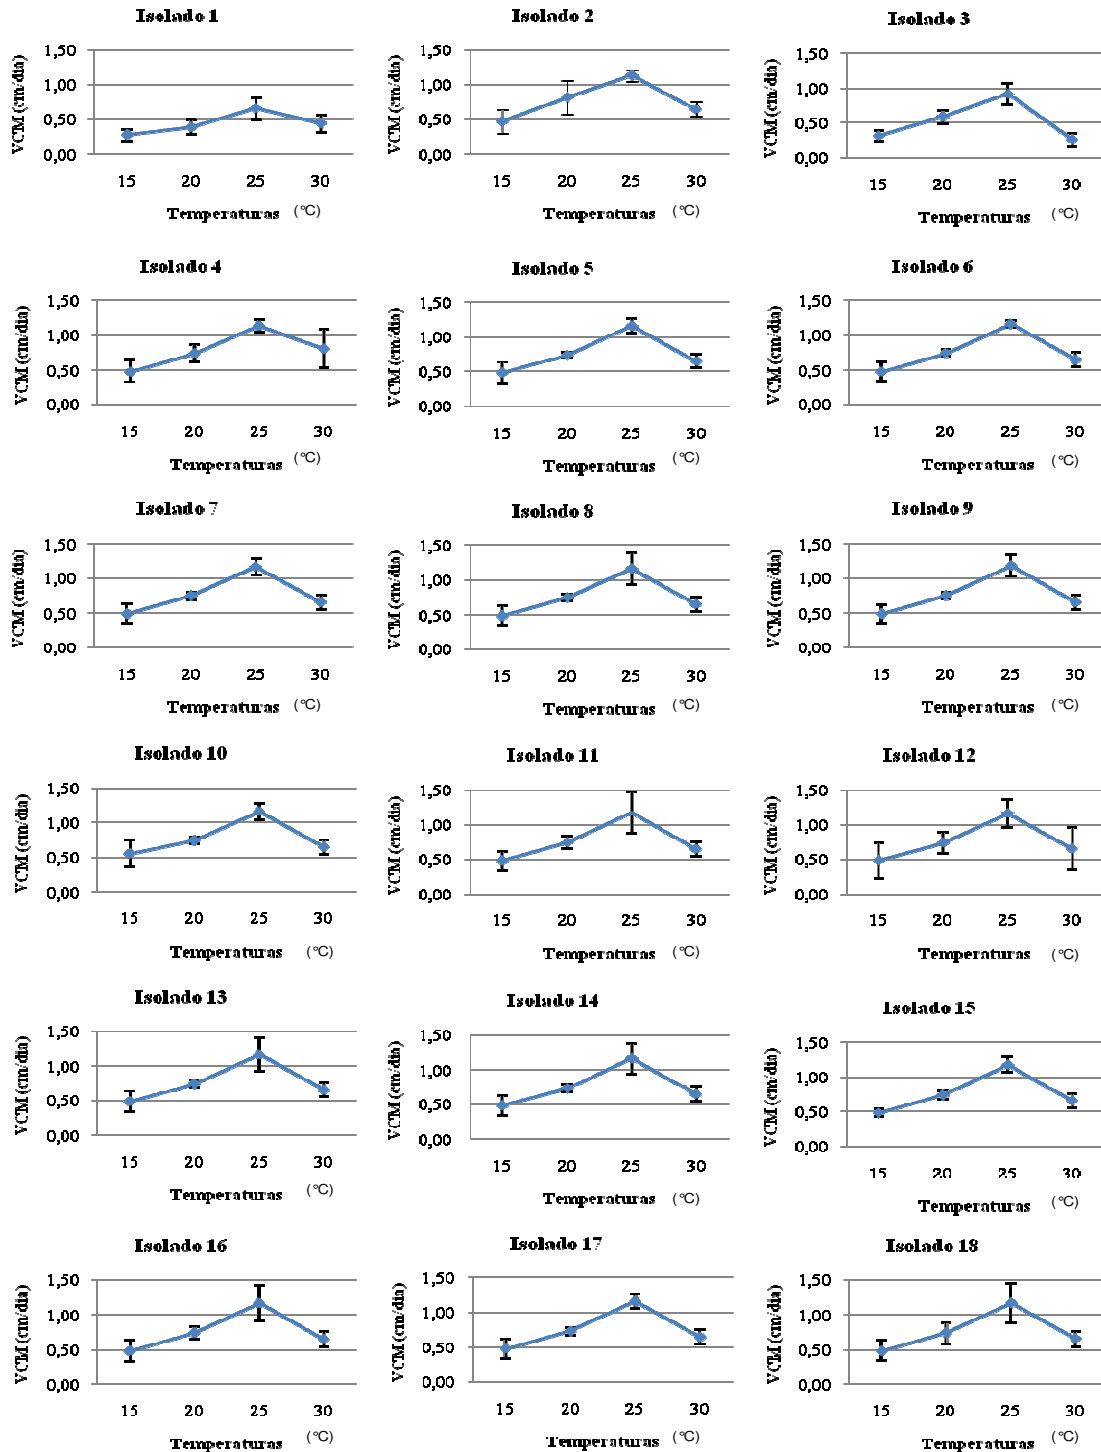 Isolado 1
VCM (cm/dia)
1,50
1,00
0,50
0,00
15 20 25 30
Temperaturas (°C)
Isolado 2
VCM (cm/dia)
1,50
1,00
0,50
0,00
15 20 25 30
Temperaturas (°C)
Isolado 3
VCM (cm/dia)
1,50
1,00
0,50
0,00
15 20 25 30
Temperaturas (°C)
Isolado 4
VCM (cm/dia)
1,50
1,00
0,50
0,00
15 20 25 30
Temperaturas (°C)
Isolado 5
VCM (cm/dia)
1,50
1,00
0,50
0,00
15 20 25 30
Temperaturas (°C)
Isolado 6
VCM (cm/dia)
1,50
1,00
0,50
0,00
15 20 25 30
Temperaturas (°C)
Isolado 7
VCM (cm/dia)
1,50
1,00
0,50
0,00
15 20 25 30
Temperaturas (°C)
Isolado 8
VCM (cm/dia)
1,50
1,00
0,50
0,00
15 20 25 30
Temperaturas (°C)
Isolado 9
VCM (cm/dia)
1,50
1,00
0,50
0,00
15 20 25 30
Temperaturas (°C)
Isolado 10
VCM (cm/dia)
1,50
1,00
0,50
0,00
15 20 25 30
Temperaturas (°C)
Isolado 11
VCM (cm/dia)
1,50
1,00
0,50
0,00
15 20 25 30
Temperaturas (°C)
Isolado 12
VCM (cm/dia)
1,50
1,00
0,50
0,00
15 20 25 30
Temperaturas (°C)
Isolado 13
VCM (cm/dia)
1,50
1,00
0,50
0,00
15 20 25 30
Temperaturas (°C)
Isolado 14
VCM (cm/dia)
1,50
1,00
0,50
0,00
15 20 25 30
Temperaturas (°C)
Isolado 15
VCM (cm/dia)
1,50
1,00
0,50
0,00
15 20 25 30
Temperaturas (°C)
Isolado 16
VCM (cm/dia)
1,50
1,00
0,50
0,00
15 20 25 30
Temperaturas (°C)
Isolado 17
VCM (cm/dia)
1,50
1,00
0,50
0,00
15 20 25 30
Temperaturas (°C)
Isolado 18
VCM (cm/dia)
1,50
1,00
0,50
0,00
15 20 25 30
Temperaturas (°C)